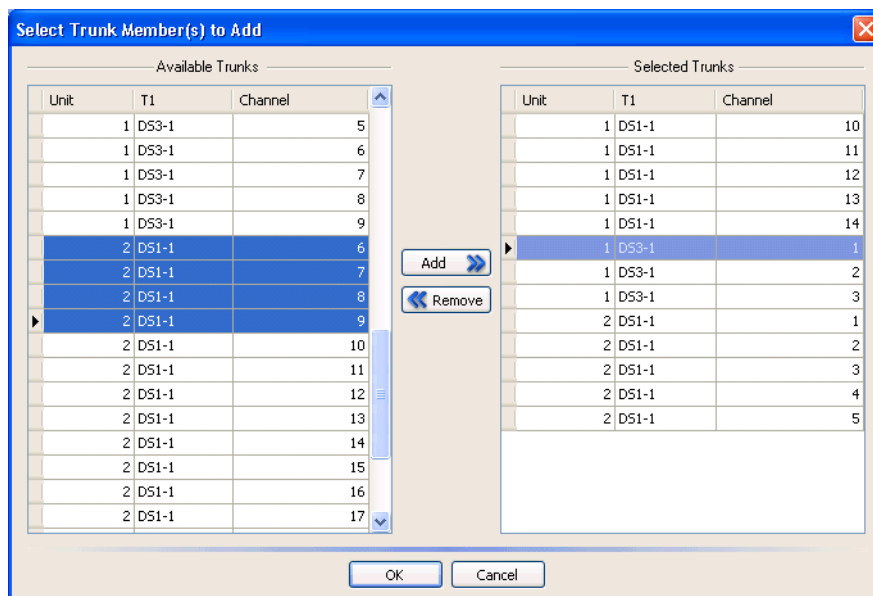 Select Trunk Member(s) to Add
Available Trunks
Unit T1 Channel
1 DS3-1 5
1 DS3-1 6
1 DS3-1 7
1 DS3-1 8
1 DS3-1 9
2 DS1-1 6
2 DS1-1 7
2 DS1-1 8
2 DS1-1 9
2 DS1-1 10
2 DS1-1 11
2 DS1-1 12
2 DS1-1 13
2 DS1-1 14
2 DS1-1 15
2 DS1-1 16
2 DS1-1 17
Add
Remove
Selected Trunks
Unit T1 Channel
1 DS1-1 10
1 DS1-1 11
1 DS1-1 12
1 DS1-1 13
1 DS1-1 14
1 DS3-1 1
1 DS3-1 2
1 DS3-1 3
2 DS1-1 1
2 DS1-1 2
2 DS1-1 3
2 DS1-1 4
2 DS1-1 5
OK
Cancel